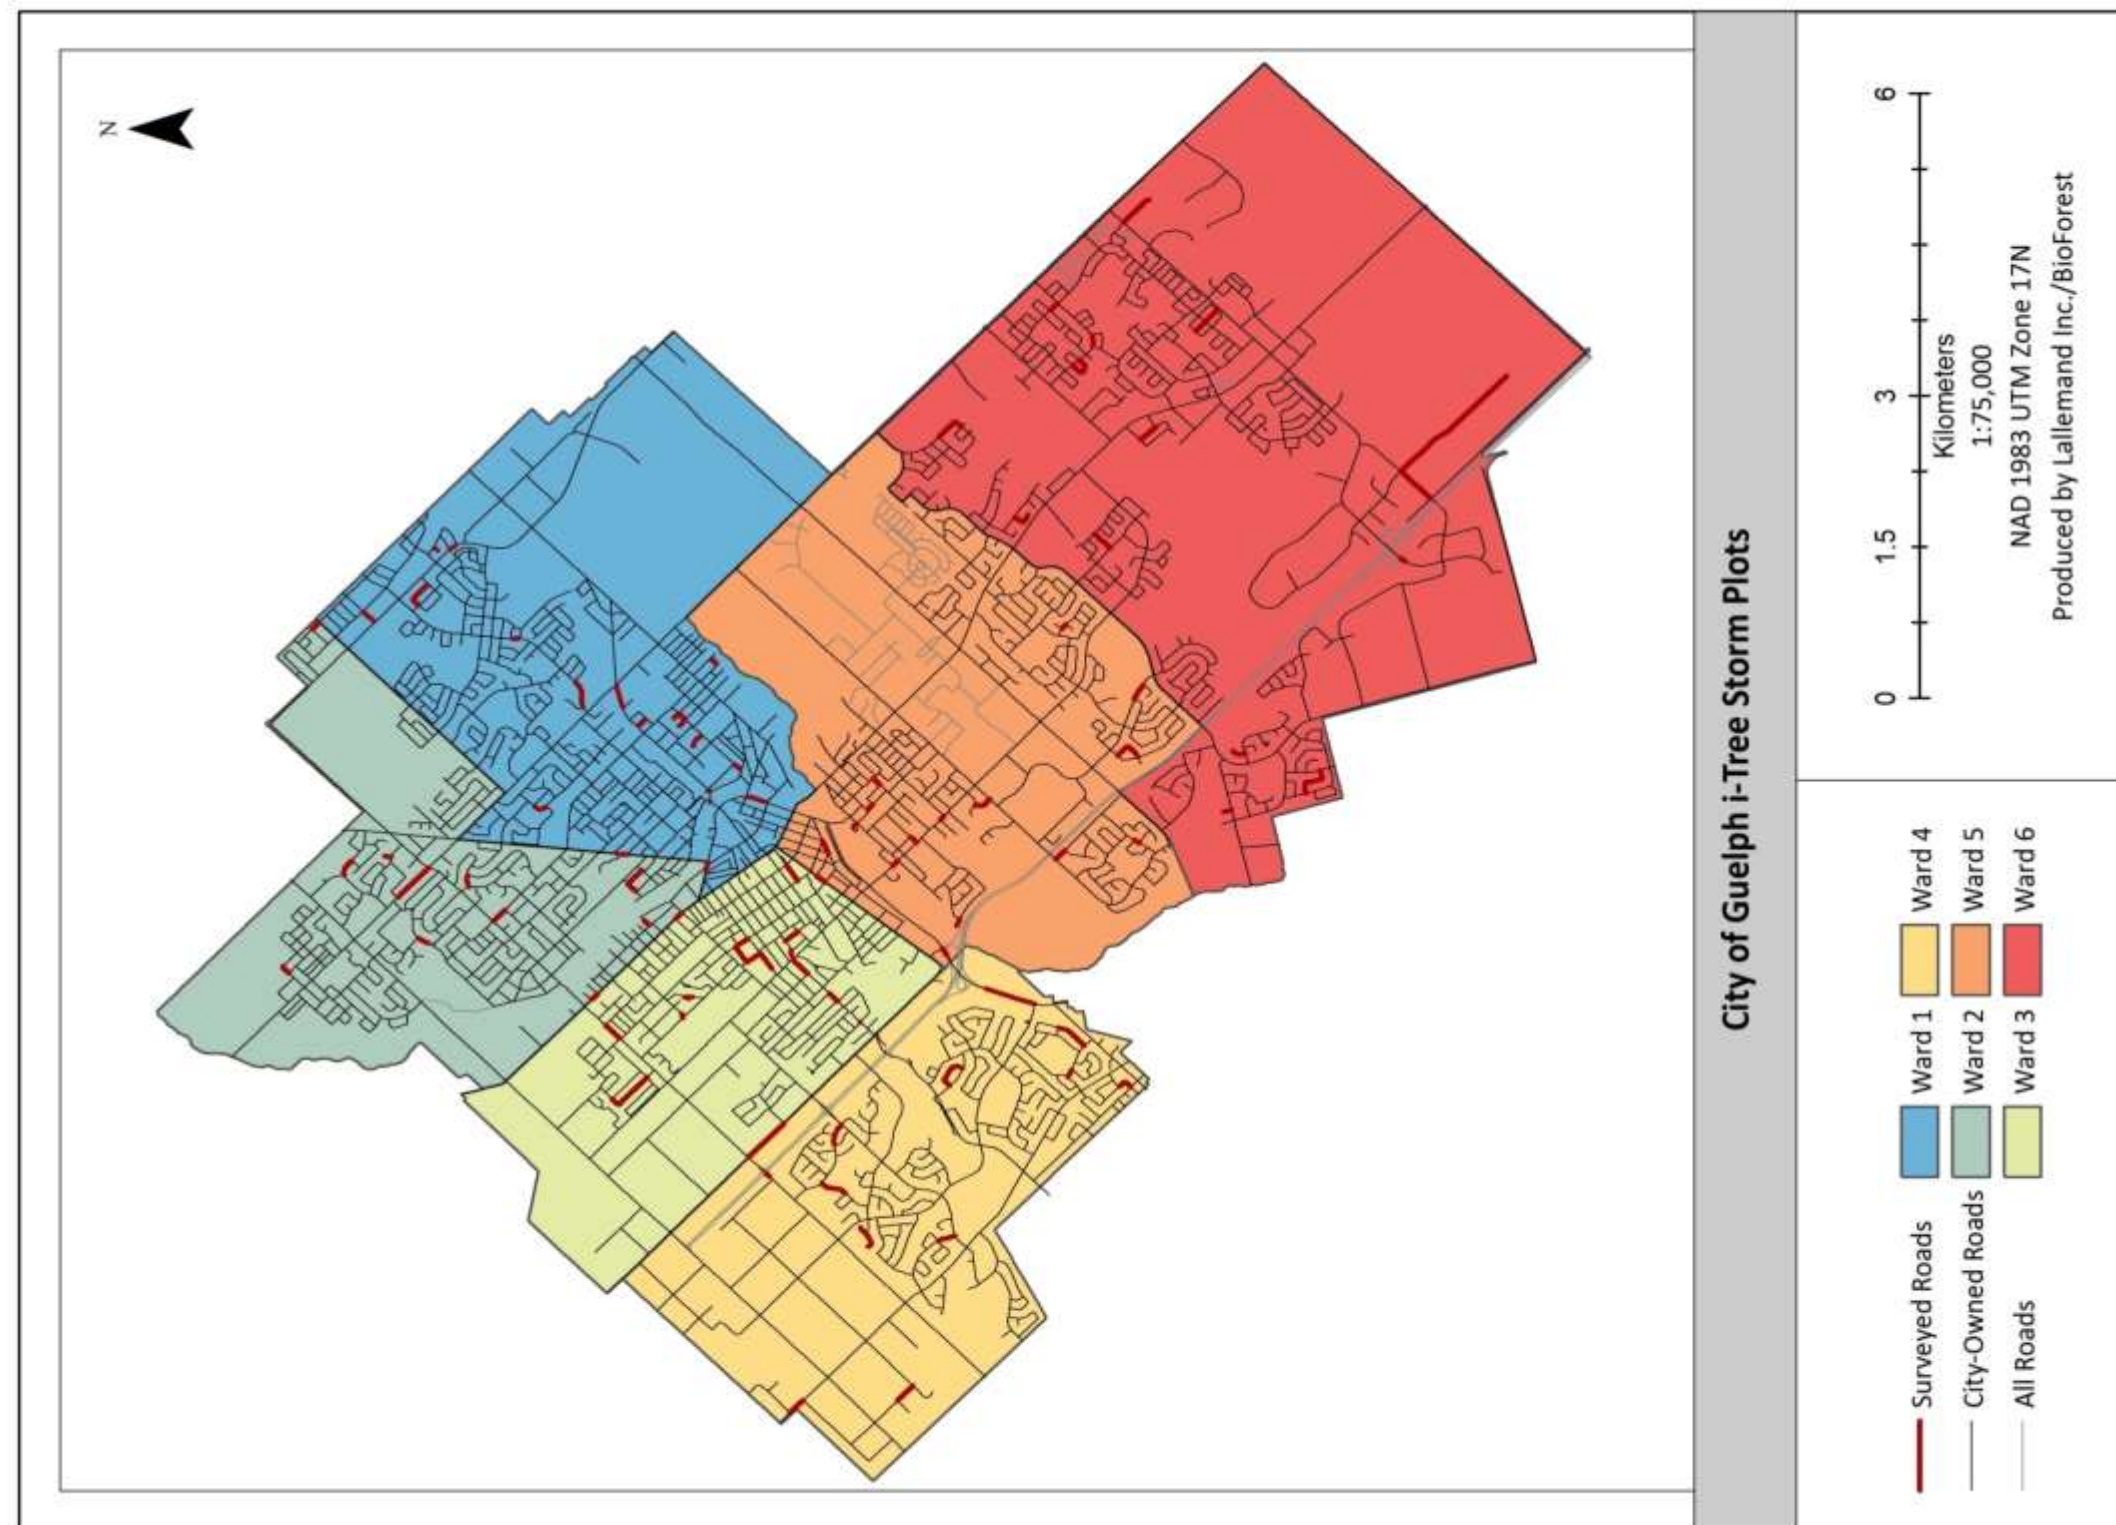 N
City of Guelph i-Tree Storm Plots
Surveyed Roads
City-Owned Roads
All Roads
Ward 1
Ward 2
Ward 3
Ward 4
Ward 5
Ward 6
0 1.5 3 6
Kilometers
1:75,000
NAD 1983 UTM Zone 17N
Produced by Lallemand Inc./BioForest